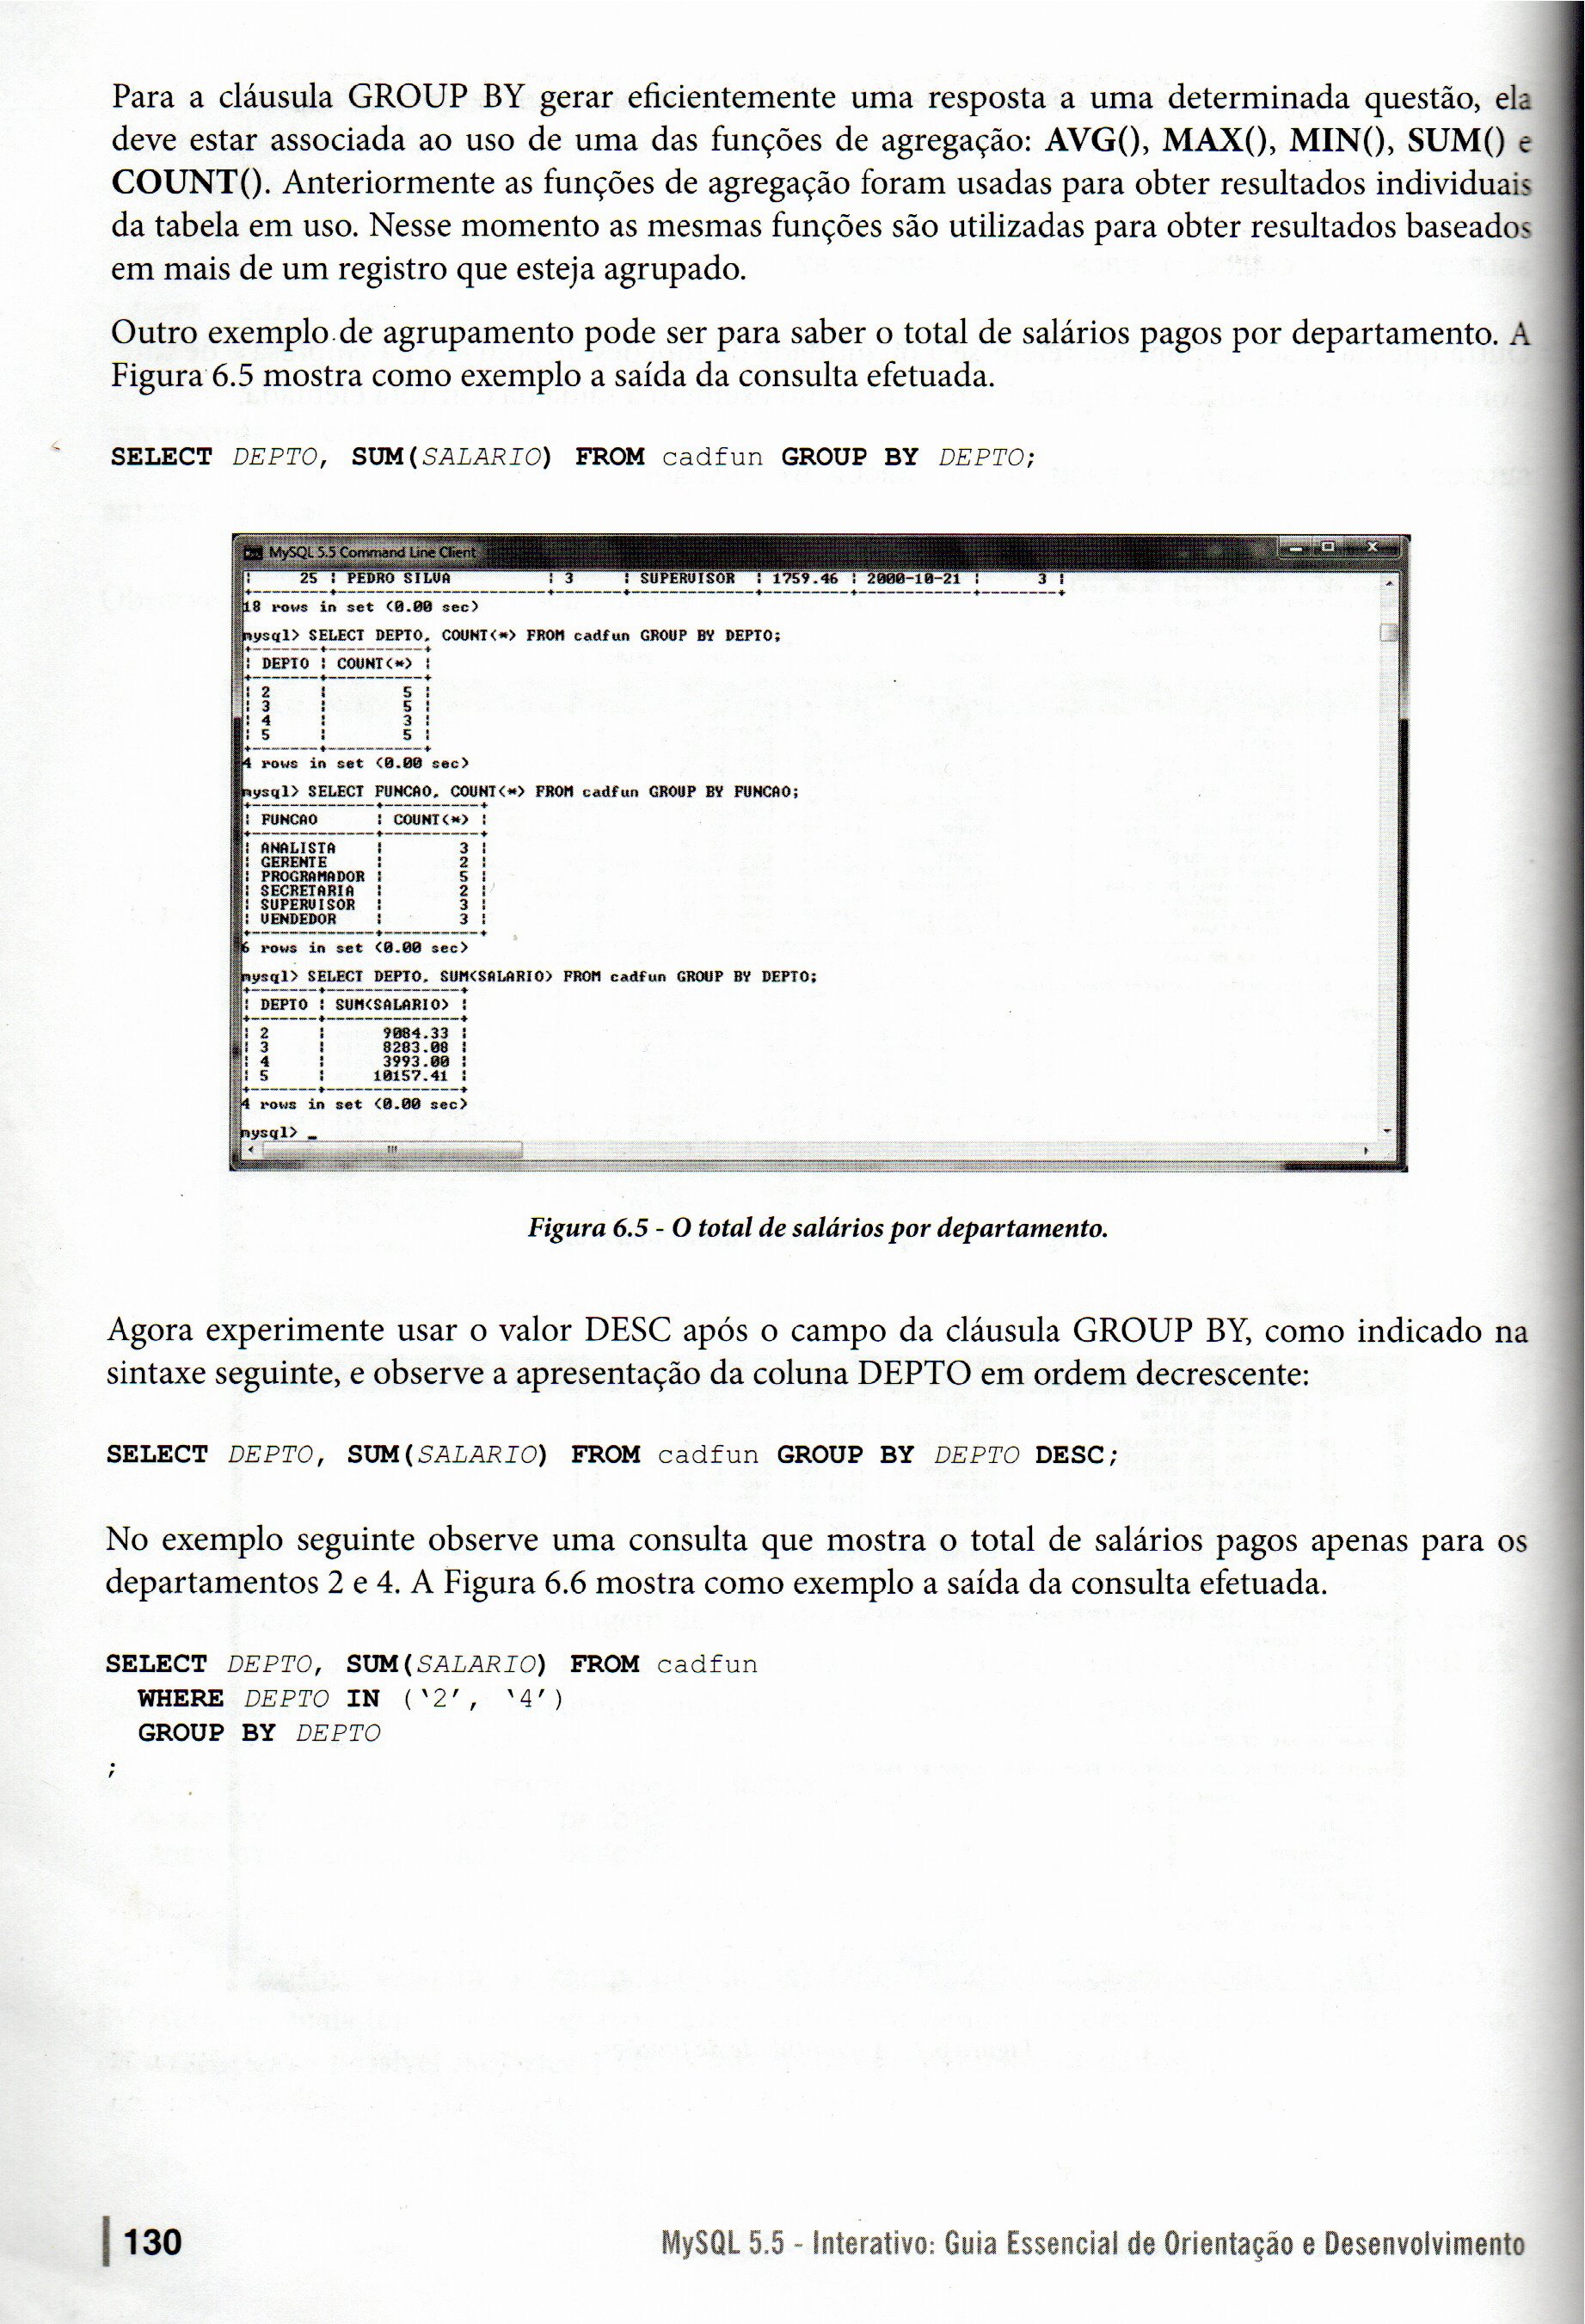 Para a cláusula GROUP BY gerar eficientemente uma resposta a uma determinada questão, ela
deve estar associada ao uso de uma das funções de agregação: AVG(), MAX(), MIN(), SUM() e
COUNT(). Anteriormente as funções de agregação foram usadas para obter resultados individuais
da tabela em uso. Nesse momento as mesmas funções são utilizadas para obter resultados baseados
em mais de um registro que esteja agrupado.
Outro exemplo de agrupamento pode ser para saber o total de salários pagos por departamento. A
Figura 6.5 mostra como exemplo a saída da consulta efetuada.
SELECT DEPTO, SUM(SALARIO) FROM cadfun GROUP BY DEPTO;
MySQL 5.5 Command Line Client
| 25 | PEDRO SILVA | 3 | SUPERVISOR | 1759.46 | 2000-10-21 | 3 |
18 rows in set (0.00 sec)
mysql> SELECT DEPTO, COUNT(*) FROM cadfun GROUP BY DEPTO;
| DEPTO | COUNT(*) |
| 2 | 5 |
| 3 | 5 |
| 4 | 3 |
| 5 | 5 |
4 rows in set (0.00 sec)
mysql> SELECT FUNCAO, COUNT(*) FROM cadfun GROUP BY FUNCAO;
| FUNCAO | COUNT(*) |
| ANALISTA | 3 |
| GERENTE | 2 |
| PROGRAMADOR | 5 |
| SECRETARIA | 2 |
| SUPERVISOR | 3 |
| VENDEDOR | 3 |
6 rows in set (0.00 sec)
mysql> SELECT DEPTO, SUM(SALARIO) FROM cadfun GROUP BY DEPTO;
| DEPTO | SUM(SALARIO) |
| 2 | 9084.33 |
| 3 | 8283.08 |
| 4 | 3993.00 |
| 5 | 10157.41 |
4 rows in set (0.00 sec)
mysql> _
Figura 6.5 - O total de salários por departamento.
Agora experimente usar o valor DESC após o campo da cláusula GROUP BY, como indicado na
sintaxe seguinte, e observe a apresentação da coluna DEPTO em ordem decrescente:
SELECT DEPTO, SUM(SALARIO) FROM cadfun GROUP BY DEPTO DESC;
No exemplo seguinte observe uma consulta que mostra o total de salários pagos apenas para os
departamentos 2 e 4. A Figura 6.6 mostra como exemplo a saída da consulta efetuada.
SELECT DEPTO, SUM(SALARIO) FROM cadfun
WHERE DEPTO IN (‘2’, ‘4’)
GROUP BY DEPTO
;
130
MySQL 5.5 - Interativo: Guia Essencial de Orientação e Desenvolvimento